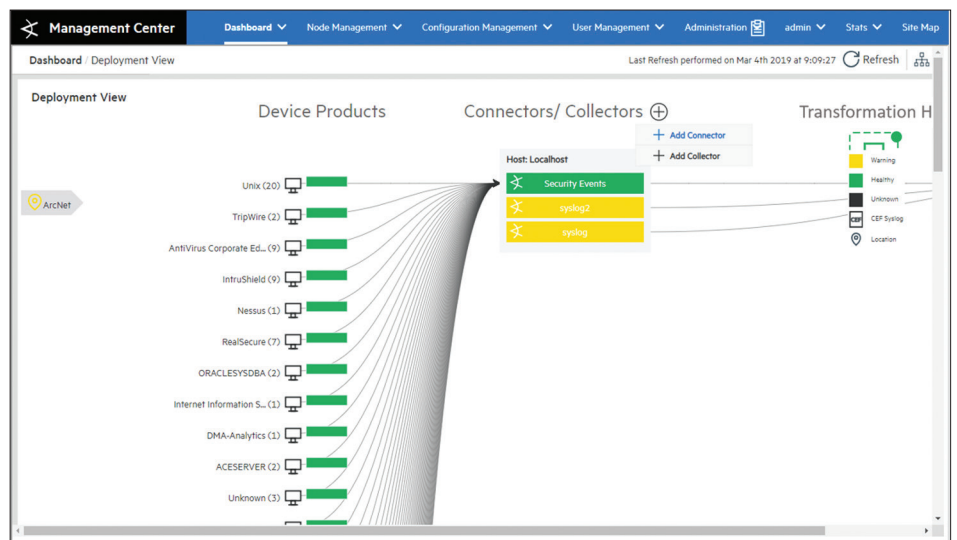 Management Center
Dashboard Node Management Configuration Management User Management Administration admin Stats Site Map
Dashboard / Deployment View
Last Refresh performed on Mar 4th 2019 at 9:09:27 Refresh
Deployment View
Device Products
Connectors/ Collectors
Transformation H
Add Connector
Add Collector
Host: Localhost
Security Events
syslog2
syslog
Warning
Healthy
Unknown
CEF CEF Syslog
Location
ArcNet
Unix (20)
TripWire (2)
AntiVirus Corporate Ed... (9)
IntruShield (9)
Nessus (1)
RealSecure (7)
ORACLESYSDBA (2)
Internet Information S... (1)
DMA-Analytics (1)
ACESERVER (2)
Unknown (3)